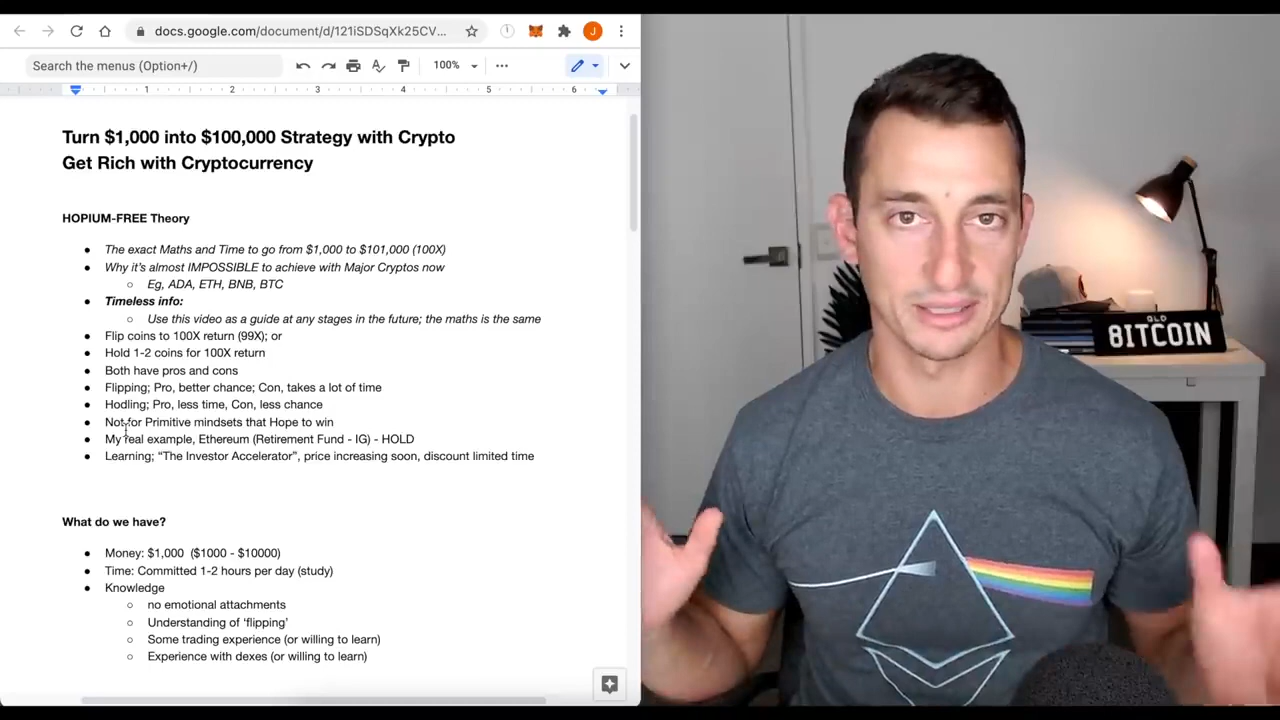 docs.google.com/document/d/121iSDSqXk25CV...
J
Search the menus (Option+/)
100%
1 2 3 4 5 6
Turn $1,000 into $100,000 Strategy with Crypto
Get Rich with Cryptocurrency
HOPIUM-FREE Theory
● The exact Maths and Time to go from $1,000 to $101,000 (100X)
● Why it’s almost IMPOSSIBLE to achieve with Major Cryptos now
○ Eg, ADA, ETH, BNB, BTC
● Timeless info:
○ Use this video as a guide at any stages in the future; the maths is the same
● Flip coins to 100X return (99X); or
● Hold 1-2 coins for 100X return
● Both have pros and cons
● Flipping; Pro, better chance; Con, takes a lot of time
● Hodling; Pro, less time, Con, less chance
● Not for Primitive mindsets that Hope to win
● My real example, Ethereum (Retirement Fund - IG) - HOLD
● Learning; “The Investor Accelerator”, price increasing soon, discount limited time
What do we have?
● Money: $1,000 ($1000 - $10000)
● Time: Committed 1-2 hours per day (study)
● Knowledge
○ no emotional attachments
○ Understanding of ‘flipping’
○ Some trading experience (or willing to learn)
○ Experience with dexes (or willing to learn)
QLD
BITCOIN